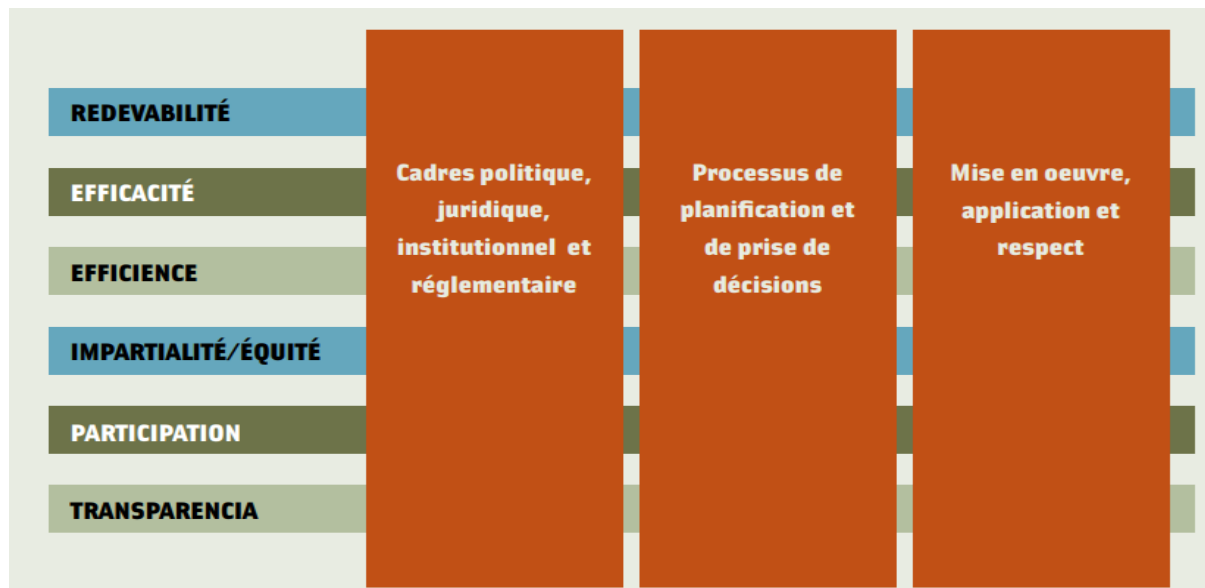 REDEVABILITÉ
EFFICACITÉ
EFFICIENCE
IMPARTIALITÉ/ÉQUITÉ
PARTICIPATION
TRANSPARENCIA
Cadres politique,
juridique,
institutionnel et
réglementaire
Processus de
planification et
de prise de
décisions
Mise en oeuvre,
application et
respect